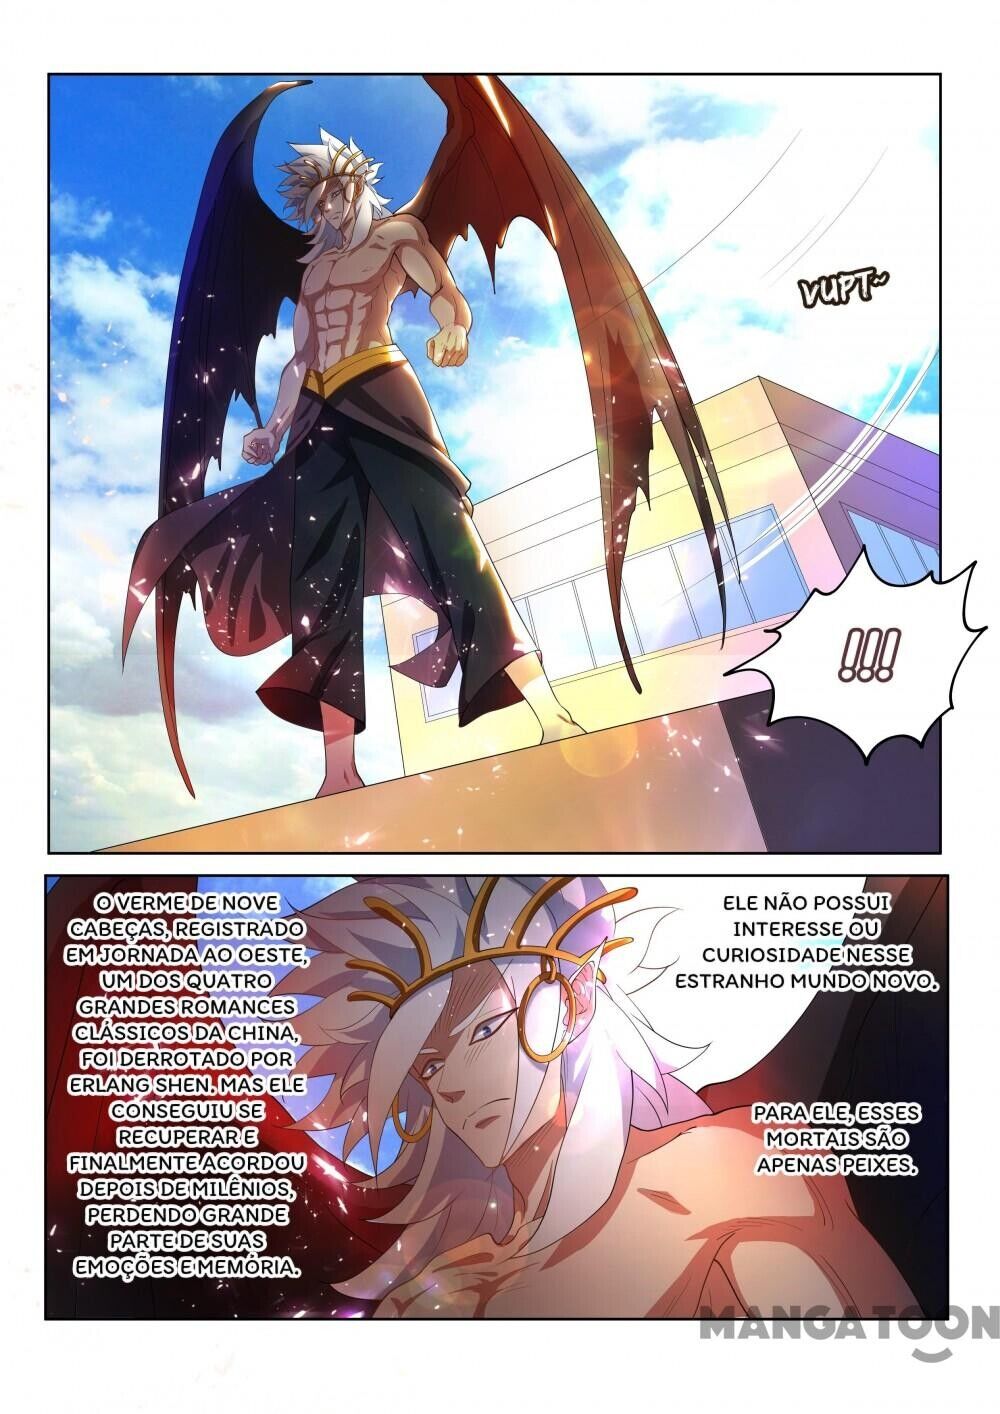 VUPT~
!!!
O VERME DE NOVE
CABEÇAS, REGISTRADO
EM JORNADA AO OESTE,
UM DOS QUATRO
GRANDES ROMANCES
CLÁSSICOS DA CHINA,
FOI DERROTADO POR
ERLANG SHEN. MAS ELE
CONSEGUIU SE
RECUPERAR E
FINALMENTE ACORDOU
DEPOIS DE MILÊNIOS,
PERDENDO GRANDE
PARTE DE SUAS
EMOÇÕES E MEMÓRIA.
ELE NÃO POSSUI
INTERESSE OU
CURIOSIDADE NESSE
ESTRANHO MUNDO NOVO.
PARA ELE, ESSES
MORTAIS SÃO
APENAS PEIXES.
MANGATOON